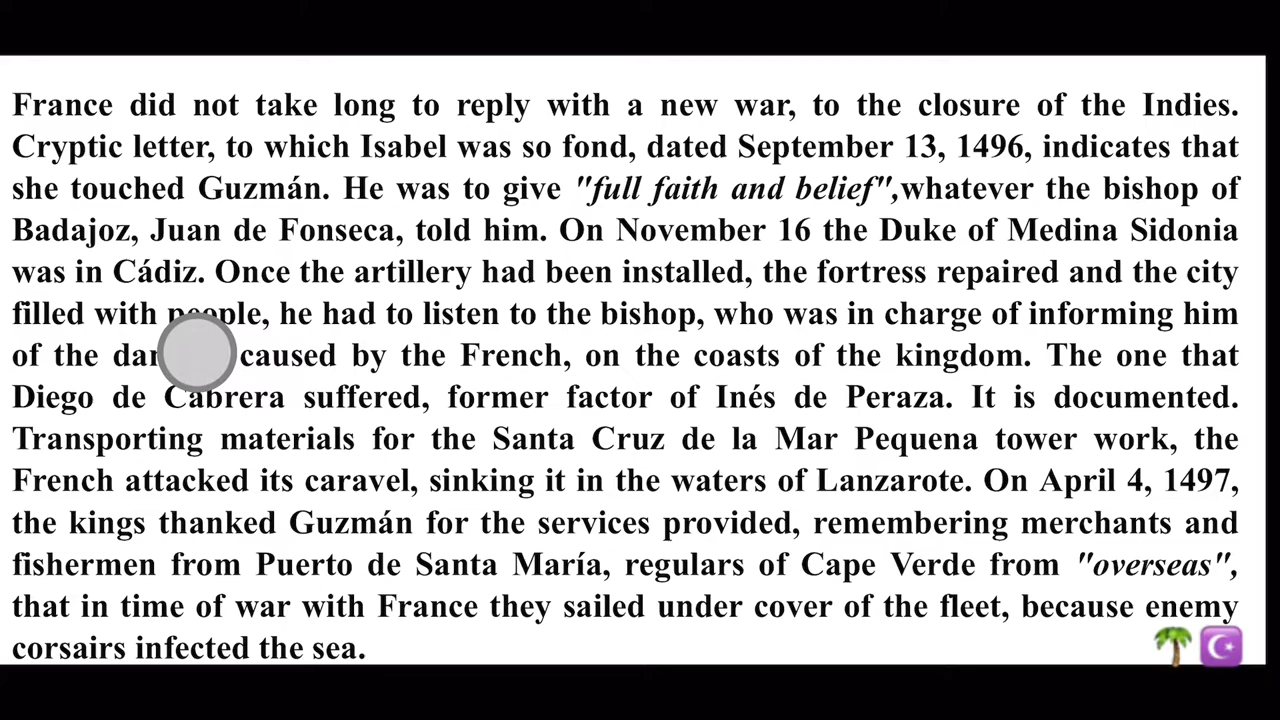 France did not take long to reply with a new war, to the closure of the Indies.
Cryptic letter, to which Isabel was so fond, dated September 13, 1496, indicates that
she touched Guzmán. He was to give "full faith and belief",whatever the bishop of
Badajoz, Juan de Fonseca, told him. On November 16 the Duke of Medina Sidonia
was in Cádiz. Once the artillery had been installed, the fortress repaired and the city
filled with people, he had to listen to the bishop, who was in charge of informing him
of the caused by the French, on the coasts of the kingdom. The one that
Diego de Cabrera suffered, former factor of Inés de Peraza. It is documented.
Transporting materials for the Santa Cruz de la Mar Pequena tower work, the
French attacked its caravel, sinking it in the waters of Lanzarote. On April 4, 1497,
the kings thanked Guzmán for the services provided, remembering merchants and
fishermen from Puerto de Santa María, regulars of Cape Verde from "overseas",
that in time of war with France they sailed under cover of the fleet, because enemy
corsairs infected the sea.